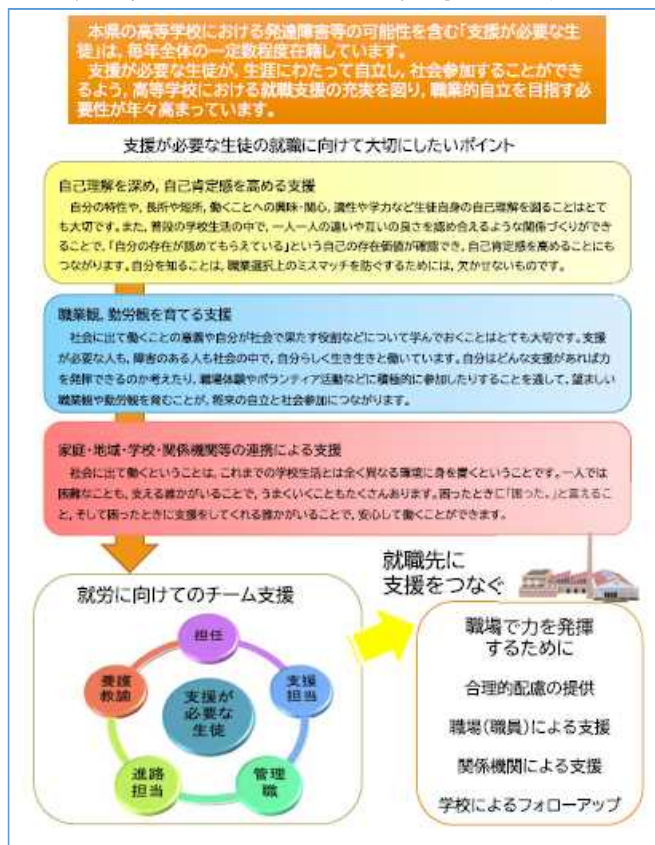 本県の高等学校における発達障害等の可能性を含む「支援が必要な生
徒」は，毎年全体の一定数程度在籍しています。
支援が必要な生徒が，生涯にわたって自立し，社会参加することができ
るよう，高等学校における就職支援の充実を図り，職業的自立を目指す必
要性が年々高まっています。
支援が必要な生徒の就職に向けて大切にしたいポイント
自己理解を深め，自己肯定感を高める支援
自分の特性や，長所や短所，働くことへの興味・関心，適性や学力など生徒自身の自己理解を図ることはとて
も大切です。また，普段の学校生活の中で，一人一人の違いや互いの良さを認め合えるような関係づくりができ
ることで，「自分の存在が認めてもらえている」という自己の存在価値が確認でき，自己肯定感を高めることにも
つながります。自分を知ることは，職業選択上のミスマッチを防ぐするためには，欠かせないものです。
職業観，勤労観を育てる支援
社会に出て働くことの意義や自分が社会で果たす役割などについて学んでおくことはとても大切です。支援
が必要な人も，障害のある人も社会の中で，自分らしく生き生きと働いています。自分はどんな支援があれば力
を発揮できるのか考えたり，職場体験やボランティア活動などに積極的に参加したりすることを通して，望ましい
職業観や勤労観を育むことが，将来の自立と社会参加につながります。
家庭・地域・学校・関係機関等の連携による支援
社会に出て働くということは，これまでの学校生活とは全く異なる環境に身を置くということです。一人では
困難なことも，支える誰かがいることで，うまくいくこともたくさんあります。困ったときに「困った。」と言えるこ
と，そして困ったときに支援をしてくれる誰かがいることで，安心して働くことができます。
就職先に
支援をつなぐ
就労に向けてのチーム支援
担任
養護
教諭
支援
担当
支援が
必要な
生徒
進路
担当
管理
職
職場で力を発揮
するために
合理的配慮の提供
職場（職員）による支援
関係機関による支援
学校によるフォローアップ